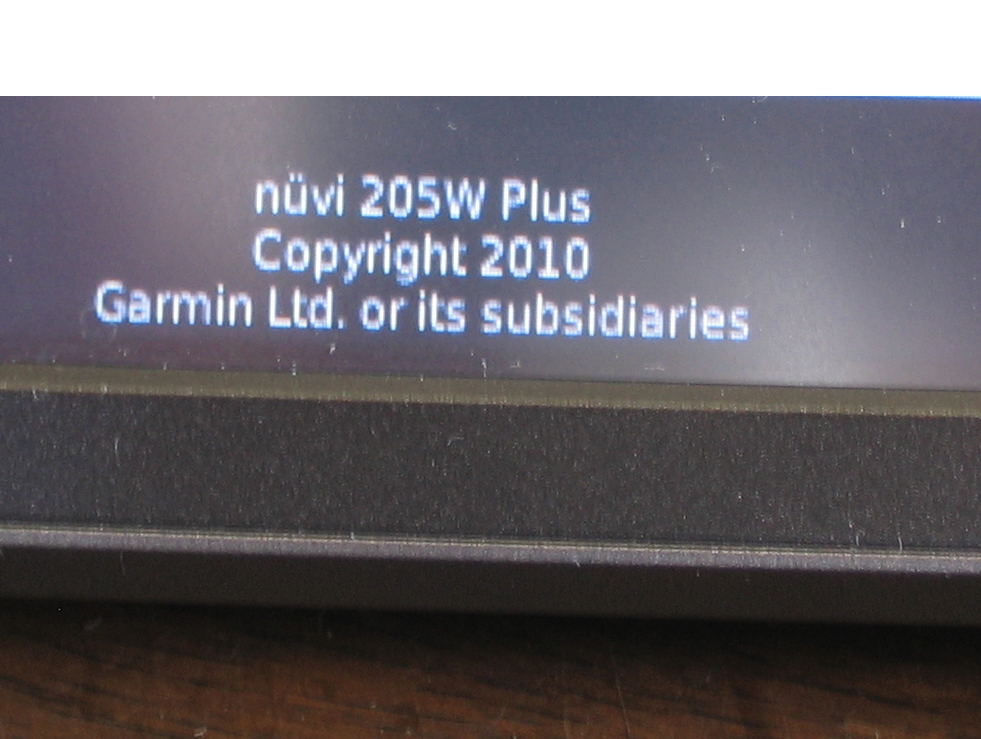 nüvi 205W Plus
Copyright 2010
Garmin Ltd. or its subsidiaries